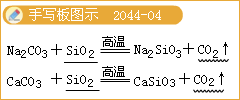 手写板图示 2044-04
Na₂CO₃ + SiO₂ 高温 Na₂SiO₃ + CO₂↑
CaCO₃ + SiO₂ 高温 CaSiO₃ + CO₂↑